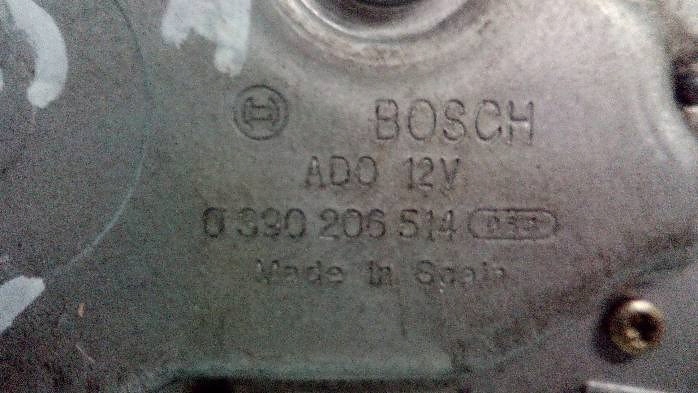 BOSCH
ADO 12V
0 390 206 514
Made in Spain